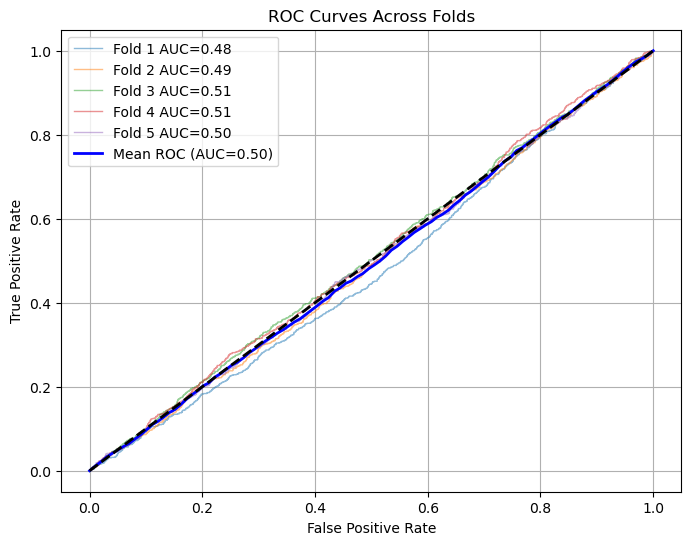 ROC Curves Across Folds
Fold 1 AUC=0.48
Fold 2 AUC=0.49
Fold 3 AUC=0.51
Fold 4 AUC=0.51
Fold 5 AUC=0.50
Mean ROC (AUC=0.50)
True Positive Rate
1.0
0.8
0.6
0.4
0.2
0.0
0.0 0.2 0.4 0.6 0.8 1.0
False Positive Rate